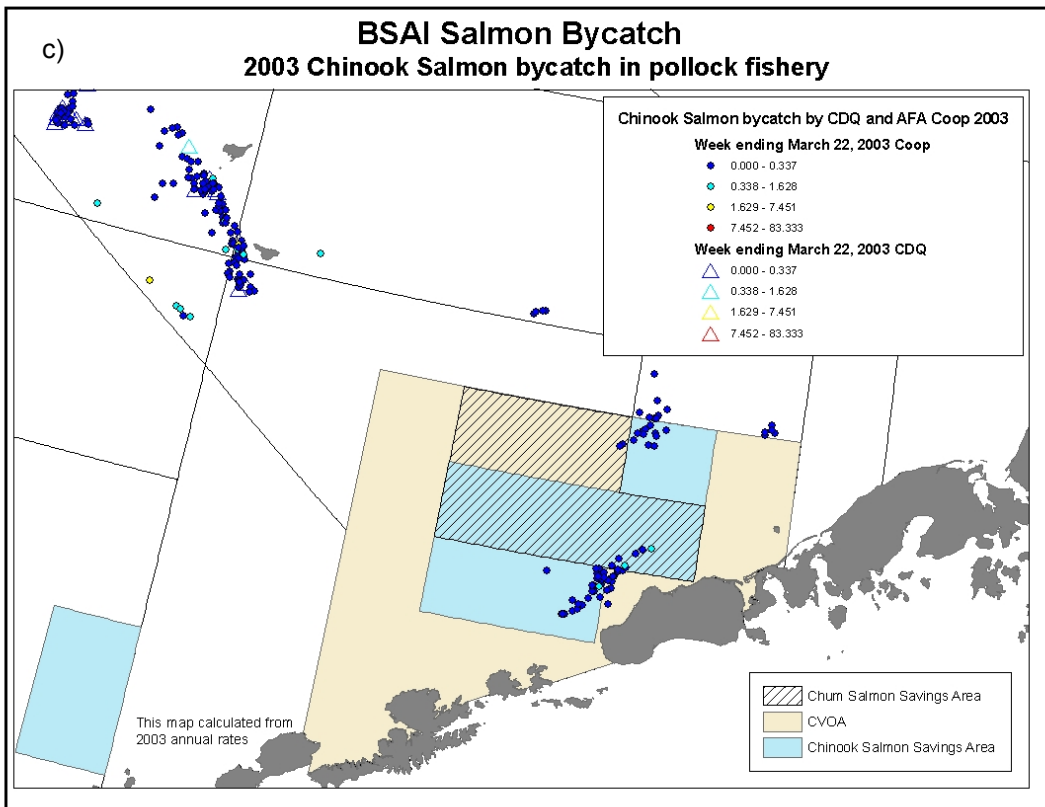 c)
BSAI Salmon Bycatch
2003 Chinook Salmon bycatch in pollock fishery
Chinook Salmon bycatch by CDQ and AFA Coop 2003
Week ending March 22, 2003 Coop
0.000 - 0.337
0.338 - 1.628
1.629 - 7.451
7.452 - 83.333
Week ending March 22, 2003 CDQ
0.000 - 0.337
0.338 - 1.628
1.629 - 7.451
7.452 - 83.333
This map calculated from
2003 annual rates
Chum Salmon Savings Area
CVOA
Chinook Salmon Savings Area